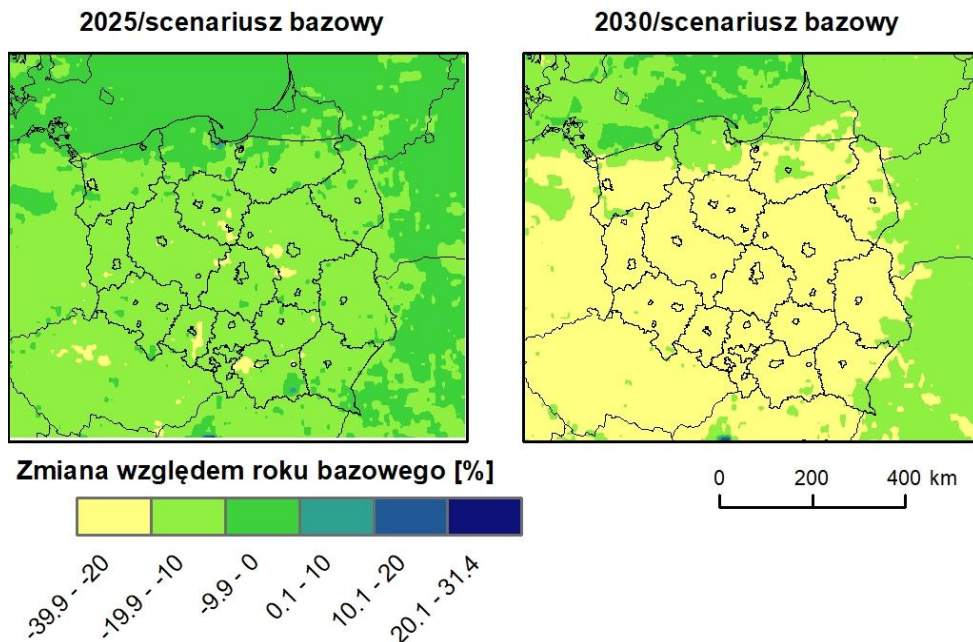 2025/scenariusz bazowy
2030/scenariusz bazowy
Zmiana względem roku bazowego [%]
-39.9 - -20
-19.9 - -10
-9.9 - 0
0.1 - 10
10.1 - 20
20.1 - 31.4
0 200 400 km